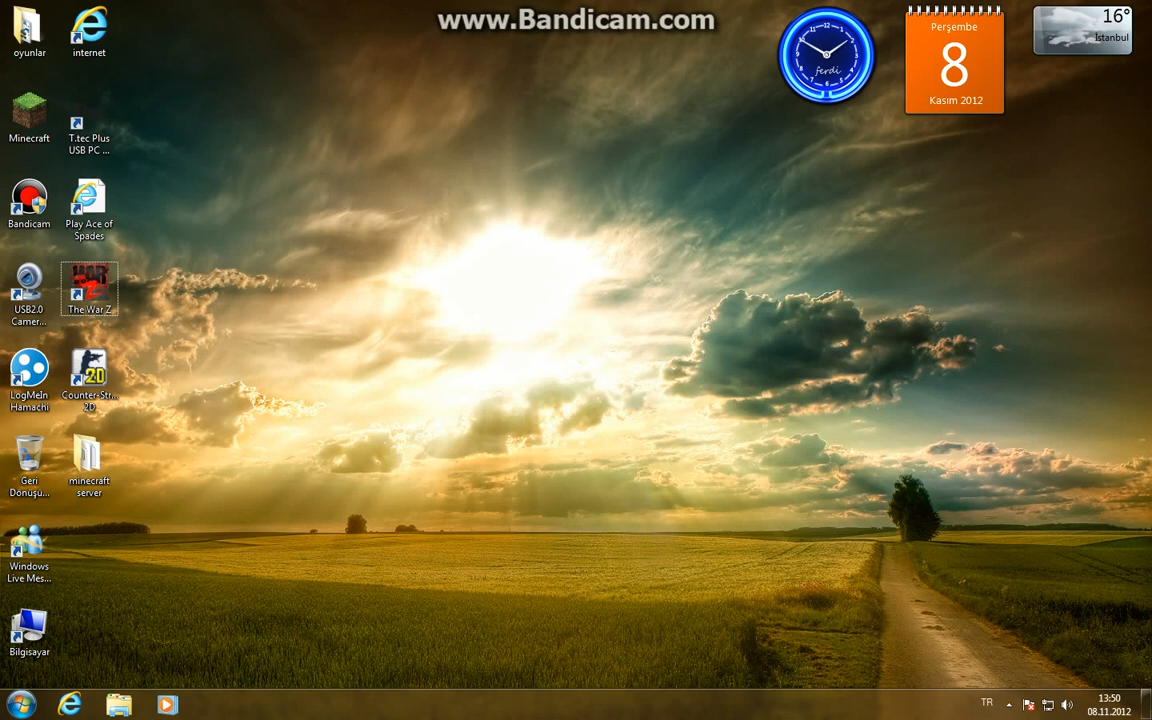 www.Bandicam.com
oyunlar
internet
Minecraft
T.tec Plus
USB PC ...
Bandicam
Play Ace of
Spades
USB2.0
Camer...
The War Z
LogMeIn
Hamachi
Counter-Str...
2D
Geri
Dönüşü...
minecraft
server
Windows
Live Mes...
Bilgisayar
ferdi
Perşembe
8
Kasım 2012
16°
İstanbul
TR
13:50
08.11.2012